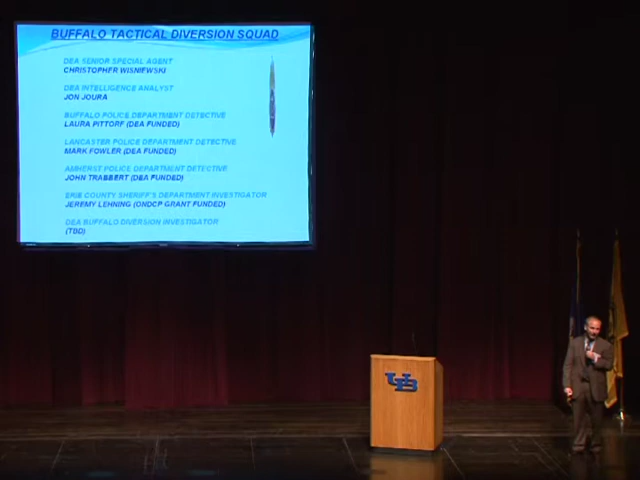 BUFFALO TACTICAL DIVERSION SQUAD
DEA SENIOR SPECIAL AGENT
CHRISTOPHER WISNIEWSKI
DEA INTELLIGENCE ANALYST
JON JOURA
BUFFALO POLICE DEPARTMENT DETECTIVE
LAURA PITTORF (DEA FUNDED)
LANCASTER POLICE DEPARTMENT DETECTIVE
MARK FOWLER (DEA FUNDED)
AMHERST POLICE DEPARTMENT DETECTIVE
JOHN TRABBERT (DEA FUNDED)
ERIE COUNTY SHERIFF'S DEPARTMENT INVESTIGATOR
JEREMY LEHNING (ONDCP GRANT FUNDED)
DEA BUFFALO DIVERSION INVESTIGATOR
(TBD)
UB